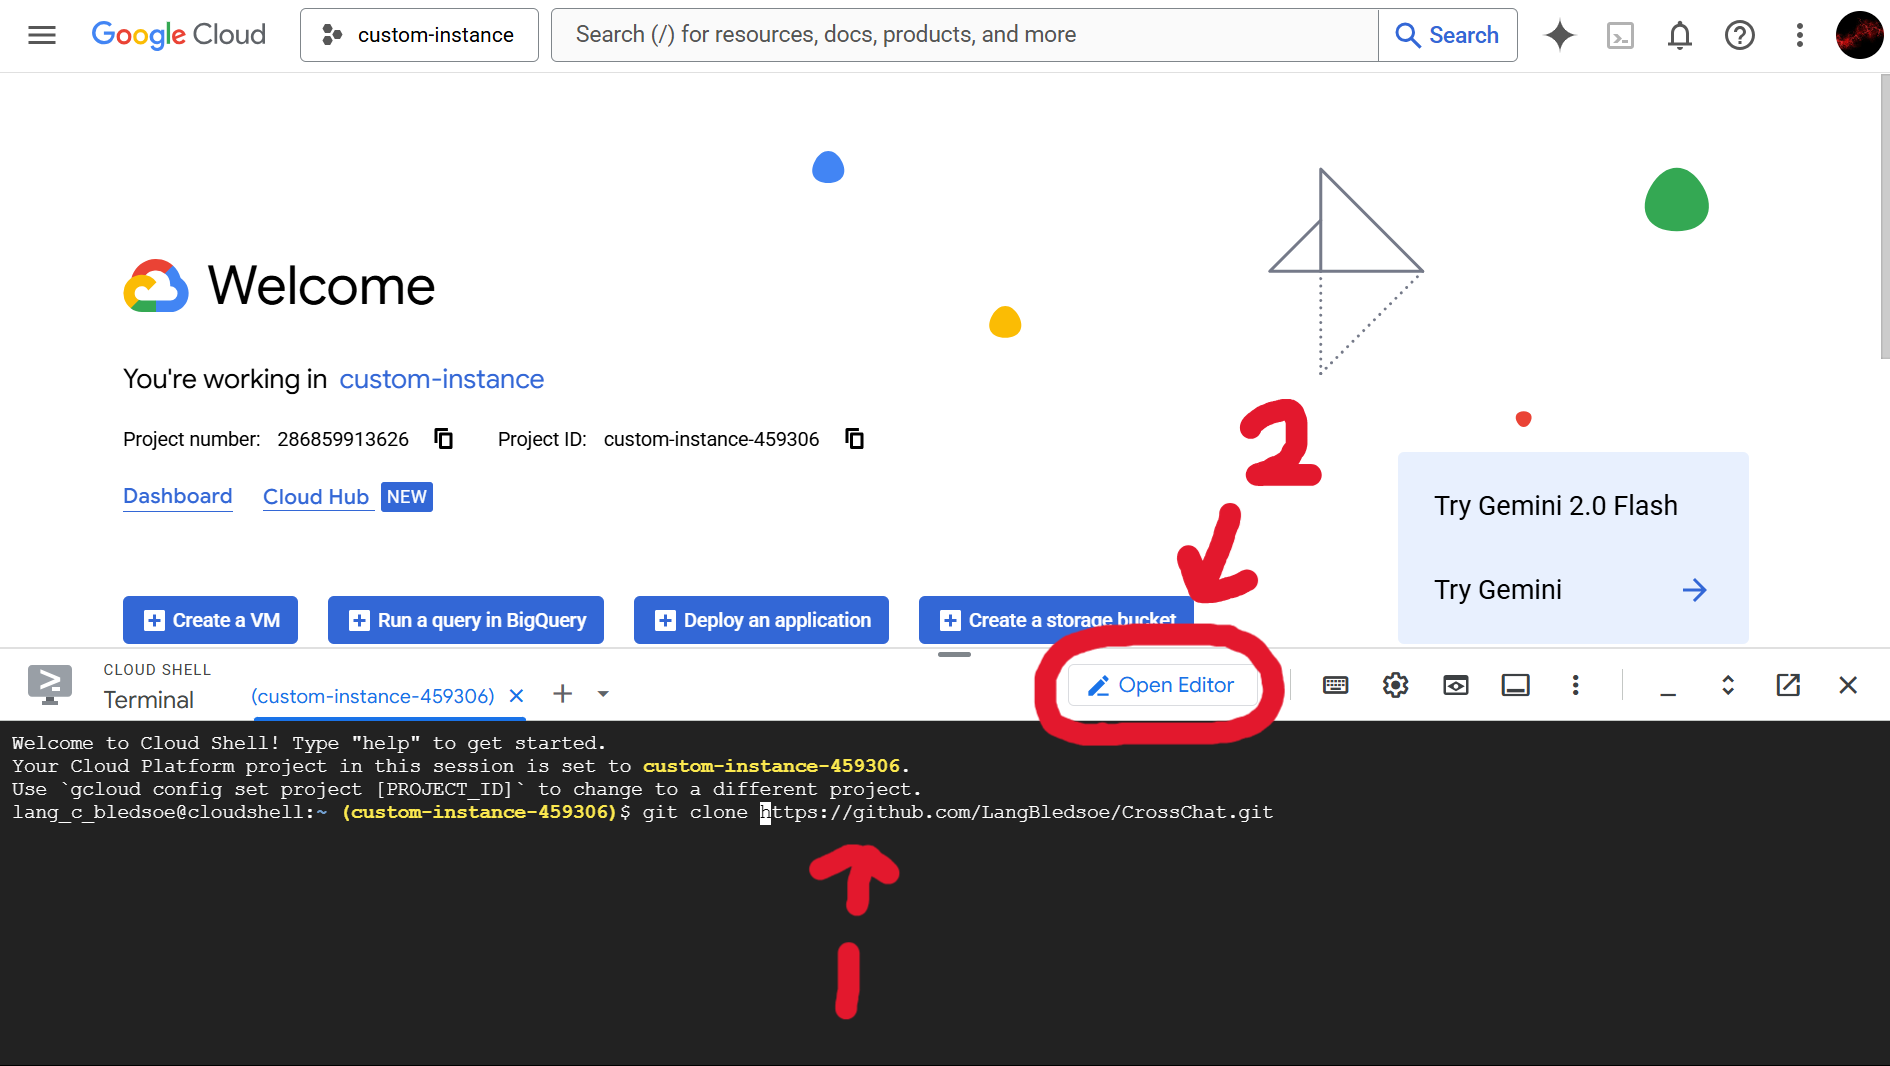 Google Cloud
custom-instance
Search (/) for resources, docs, products, and more
Search
Welcome
You're working in custom-instance
Project number: 286859913626
Project ID: custom-instance-459306
Dashboard
Cloud Hub NEW
2
Try Gemini 2.0 Flash
Try Gemini
Create a VM
Run a query in BigQuery
Deploy an application
Create a storage bucket
CLOUD SHELL
Terminal
(custom-instance-459306)
Open Editor
Welcome to Cloud Shell! Type "help" to get started.
Your Cloud Platform project in this session is set to custom-instance-459306.
Use `gcloud config set project [PROJECT_ID]` to change to a different project.
lang_c_bledsoe@cloudshell:~ (custom-instance-459306)$ git clone https://github.com/LangBledsoe/CrossChat.git
1